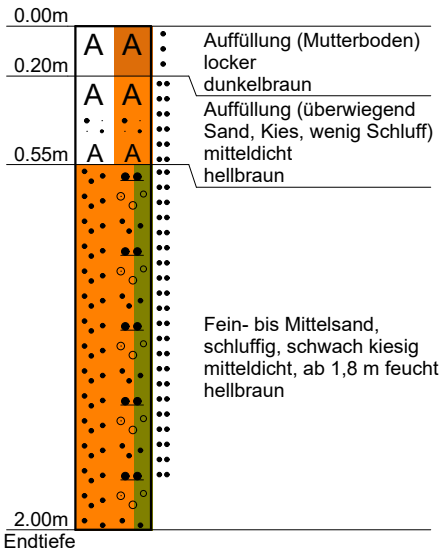 0.00m
A A
Auffüllung (Mutterboden)
locker
dunkelbraun
0.20m
A A
A A
Auffüllung (überwiegend
Sand, Kies, wenig Schluff)
mitteldicht
hellbraun
0.55m
Fein- bis Mittelsand,
schluffig, schwach kiesig
mitteldicht, ab 1,8 m feucht
hellbraun
2.00m
Endtiefe